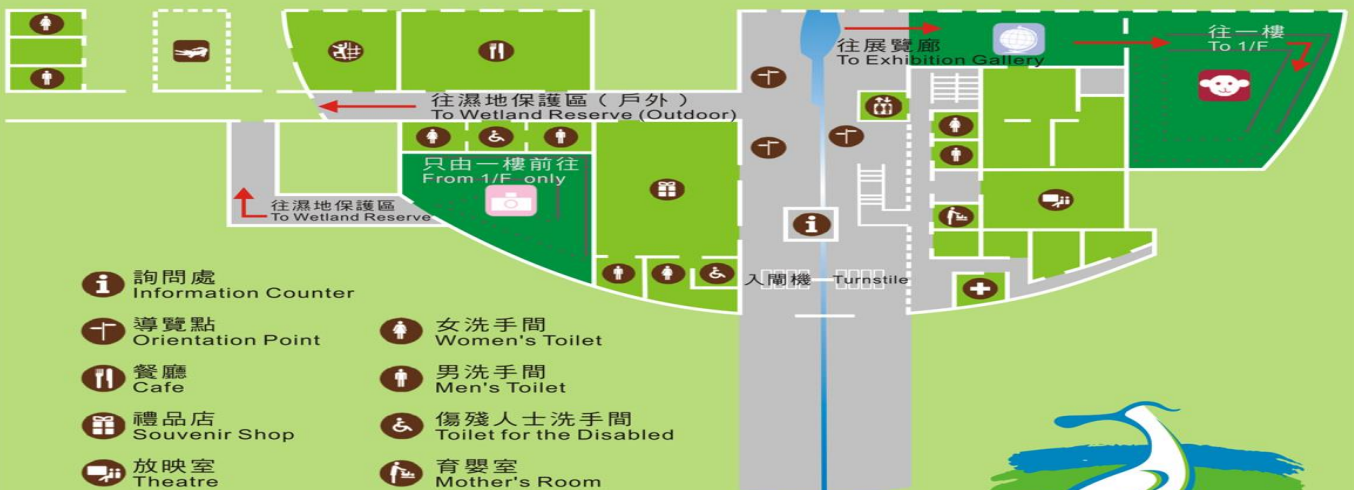 往展覽廊
To Exhibition Gallery
往一樓
To 1/F
往濕地保護區（戶外）
To Wetland Reserve (Outdoor)
只由一樓前往
From 1/F only
往濕地保護區
To Wetland Reserve
入閘機 Turnstile
詢問處
Information Counter
導覽點
Orientation Point
餐廳
Cafe
禮品店
Souvenir Shop
放映室
Theatre
女洗手間
Women's Toilet
男洗手間
Men's Toilet
傷殘人士洗手間
Toilet for the Disabled
育嬰室
Mother's Room